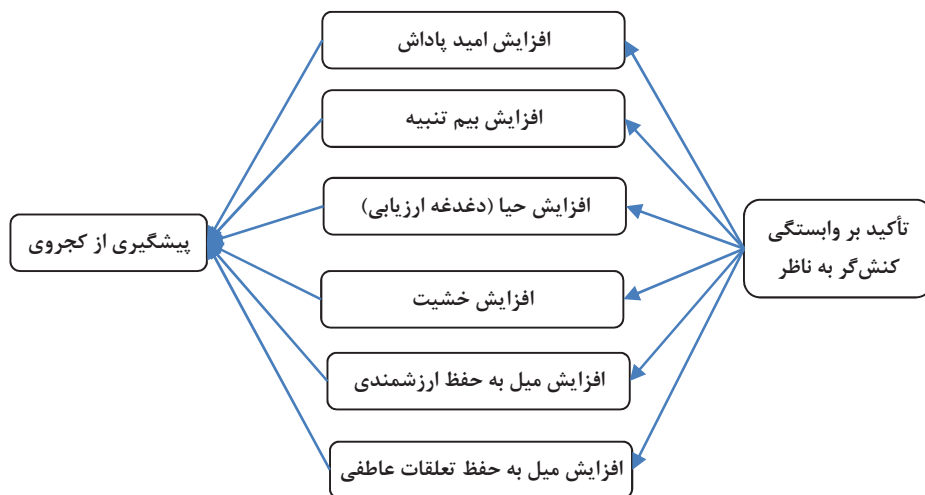 تأکید بر وابستگی
کنش‌گر به ناظر
افزایش امید پاداش
افزایش بیم تنبیه
افزایش حیا (دغدغه ارزیابی)
افزایش خشیت
افزایش میل به حفظ ارزشمندی
افزایش میل به حفظ تعلقات عاطفی
پیشگیری از کجروی